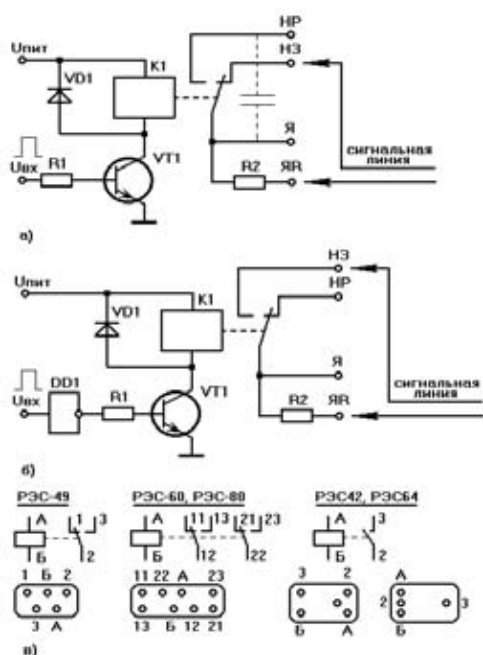 НР
Uпит
К1
НЗ
VD1
Я
VT1
Uвх
R1
R2
ЯR
сигнальная
линия
а)
НЗ
Uпит
К1
НР
VD1
Я
DD1
VT1
сигнальная
линия
Uвх
R1
R2
ЯR
б)
РЭС-49
РЭС-60, РЭС-80
РЭС42, РЭС64
А 1 3
А 11 13 21 23
А 3
Б 2
Б 12 22
Б 2
1 Б 2
11 22 А 23
3 2
А
2 3
3 А
13 Б 12 21
Б А
Б
в)